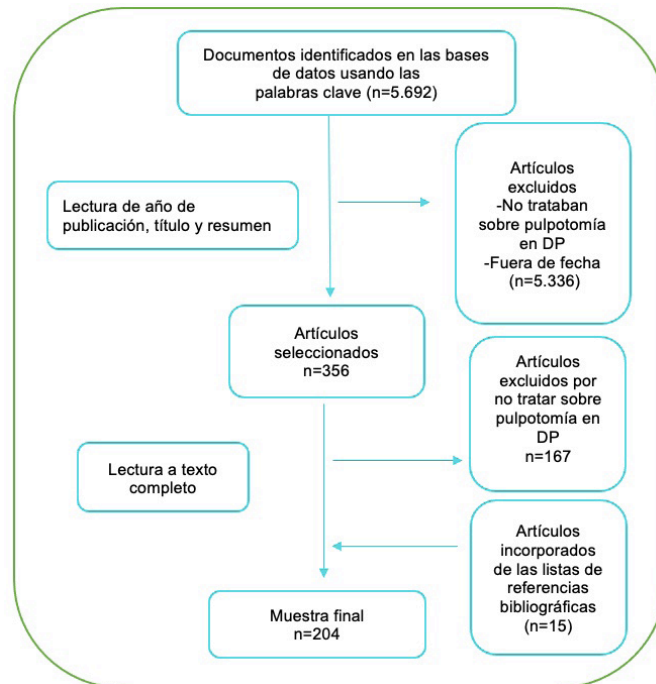 Documentos identificados en las bases
de datos usando las
palabras clave (n=5.692)
Lectura de año de
publicación, título y resumen
Artículos
excluidos
-No trataban
sobre pulpotomía
en DP
-Fuera de fecha
(n=5.336)
Artículos
seleccionados
n=356
Artículos
excluidos por
no tratar sobre
pulpotomía en
DP
n=167
Lectura a texto
completo
Artículos
incorporados
de las listas de
referencias
bibliográficas
(n=15)
Muestra final
n=204